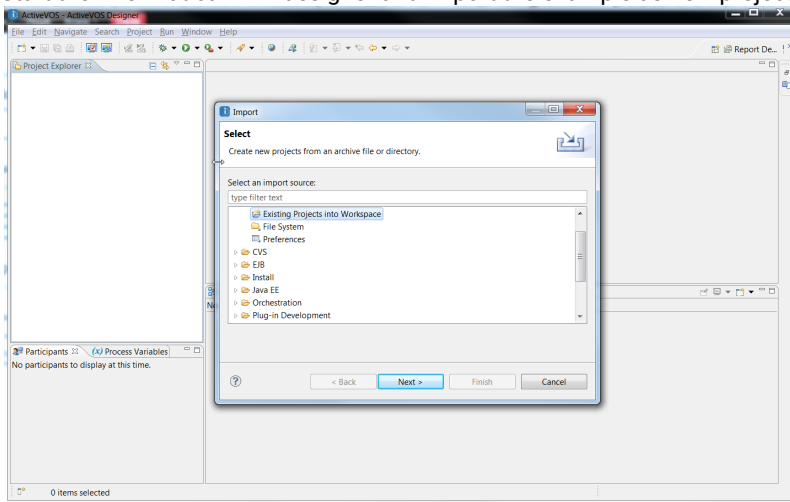 ActiveVOS - ActiveVOS Designer
File Edit Navigate Search Project Run Window Help
Report De...
Project Explorer
Import
Select
Create new projects from an archive file or directory.
Select an import source:
type filter text
Existing Projects into Workspace
File System
Preferences
CVS
EJB
Install
Java EE
Orchestration
Plug-in Development
Participants (x)= Process Variables
No participants to display at this time.
< Back Next > Finish Cancel
0 items selected